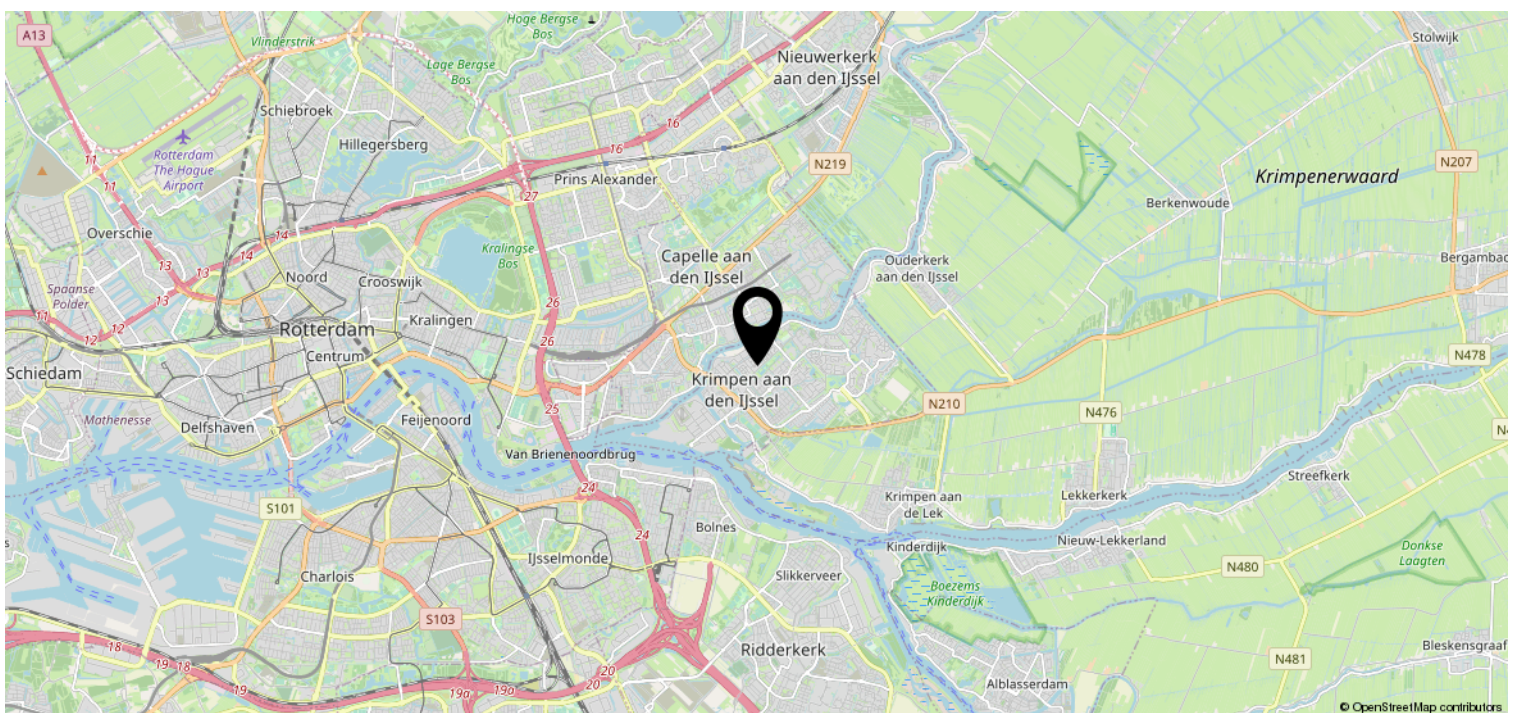 Hoge Bergse
Bos
A13
Vlinderstrik
Stolwijk
Lage Bergse
Bos
Nieuwerkerk
aan den IJssel
Schiebroek
16
Hillegersberg
16
11
11
Rotterdam
The Hague
Airport
N219
N207
Prins Alexander
Krimpenerwaard
27
Berkenwoude
Overschie
14
Kralingse
Bos
14
13
13
Capelle aan
den IJssel
Ouderkerk
aan den IJssel
Bergambac
Noord
Crooswijk
Spaanse
Polder
26
11
12
Kralingen
Rotterdam
26
Centrum
N478
Schiedam
Krimpen aan
den IJssel
N210
N476
25
Mathenesse
Delfshaven
Feijenoord
N4
Van Brienenoordbrug
Streefkerk
24
Krimpen aan
de Lek
Lekkerkerk
S101
Bolnes
24
s
IJsselmonde
Kinderdijk
Nieuw-Lekkerland
Donkse
Laagten
N480
Charlois
Slikkerveer
Boezems
Kinderdijk
S103
18
19
18
Ridderkerk
Bleskensgraaf
N481
20
20
19
19a
19a
Alblasserdam
© OpenStreetMap contributors